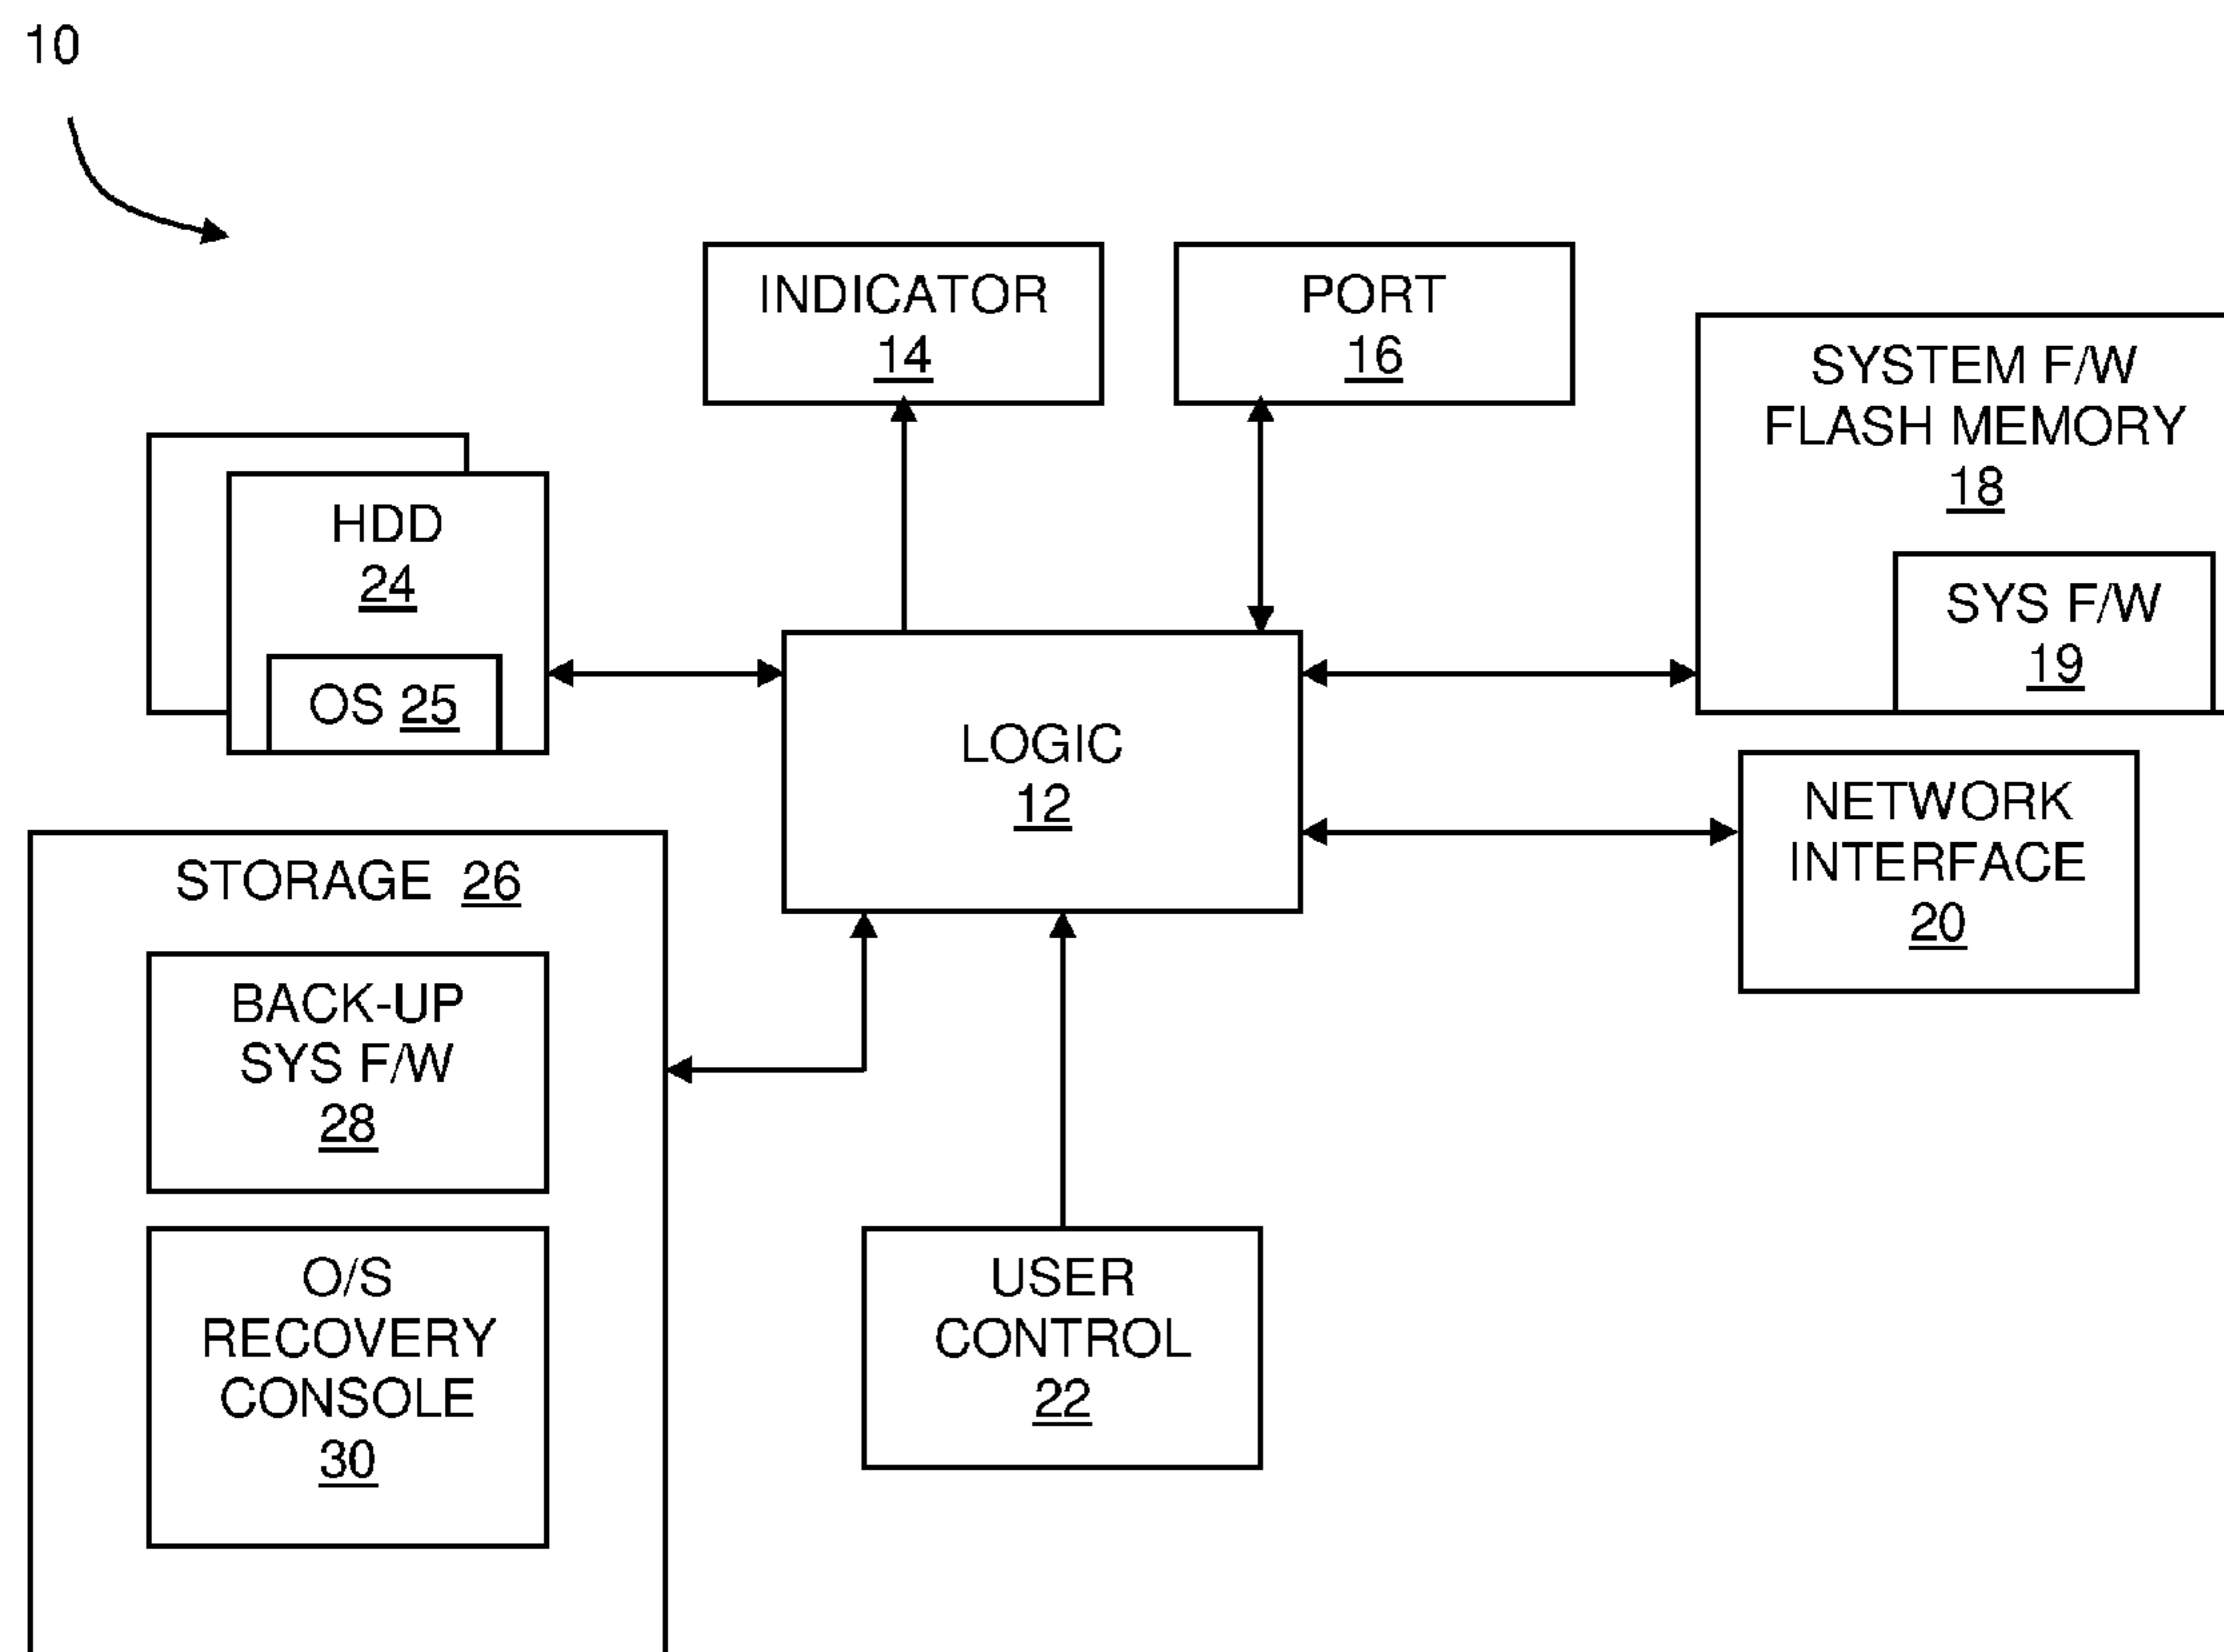 10
INDICATOR
14
PORT
16
SYSTEM F/W
FLASH MEMORY
18
SYS F/W
19
HDD
24
OS 25
LOGIC
12
NETWORK
INTERFACE
20
STORAGE 26
BACK-UP
SYS F/W
28
O/S
RECOVERY
CONSOLE
30
USER
CONTROL
22